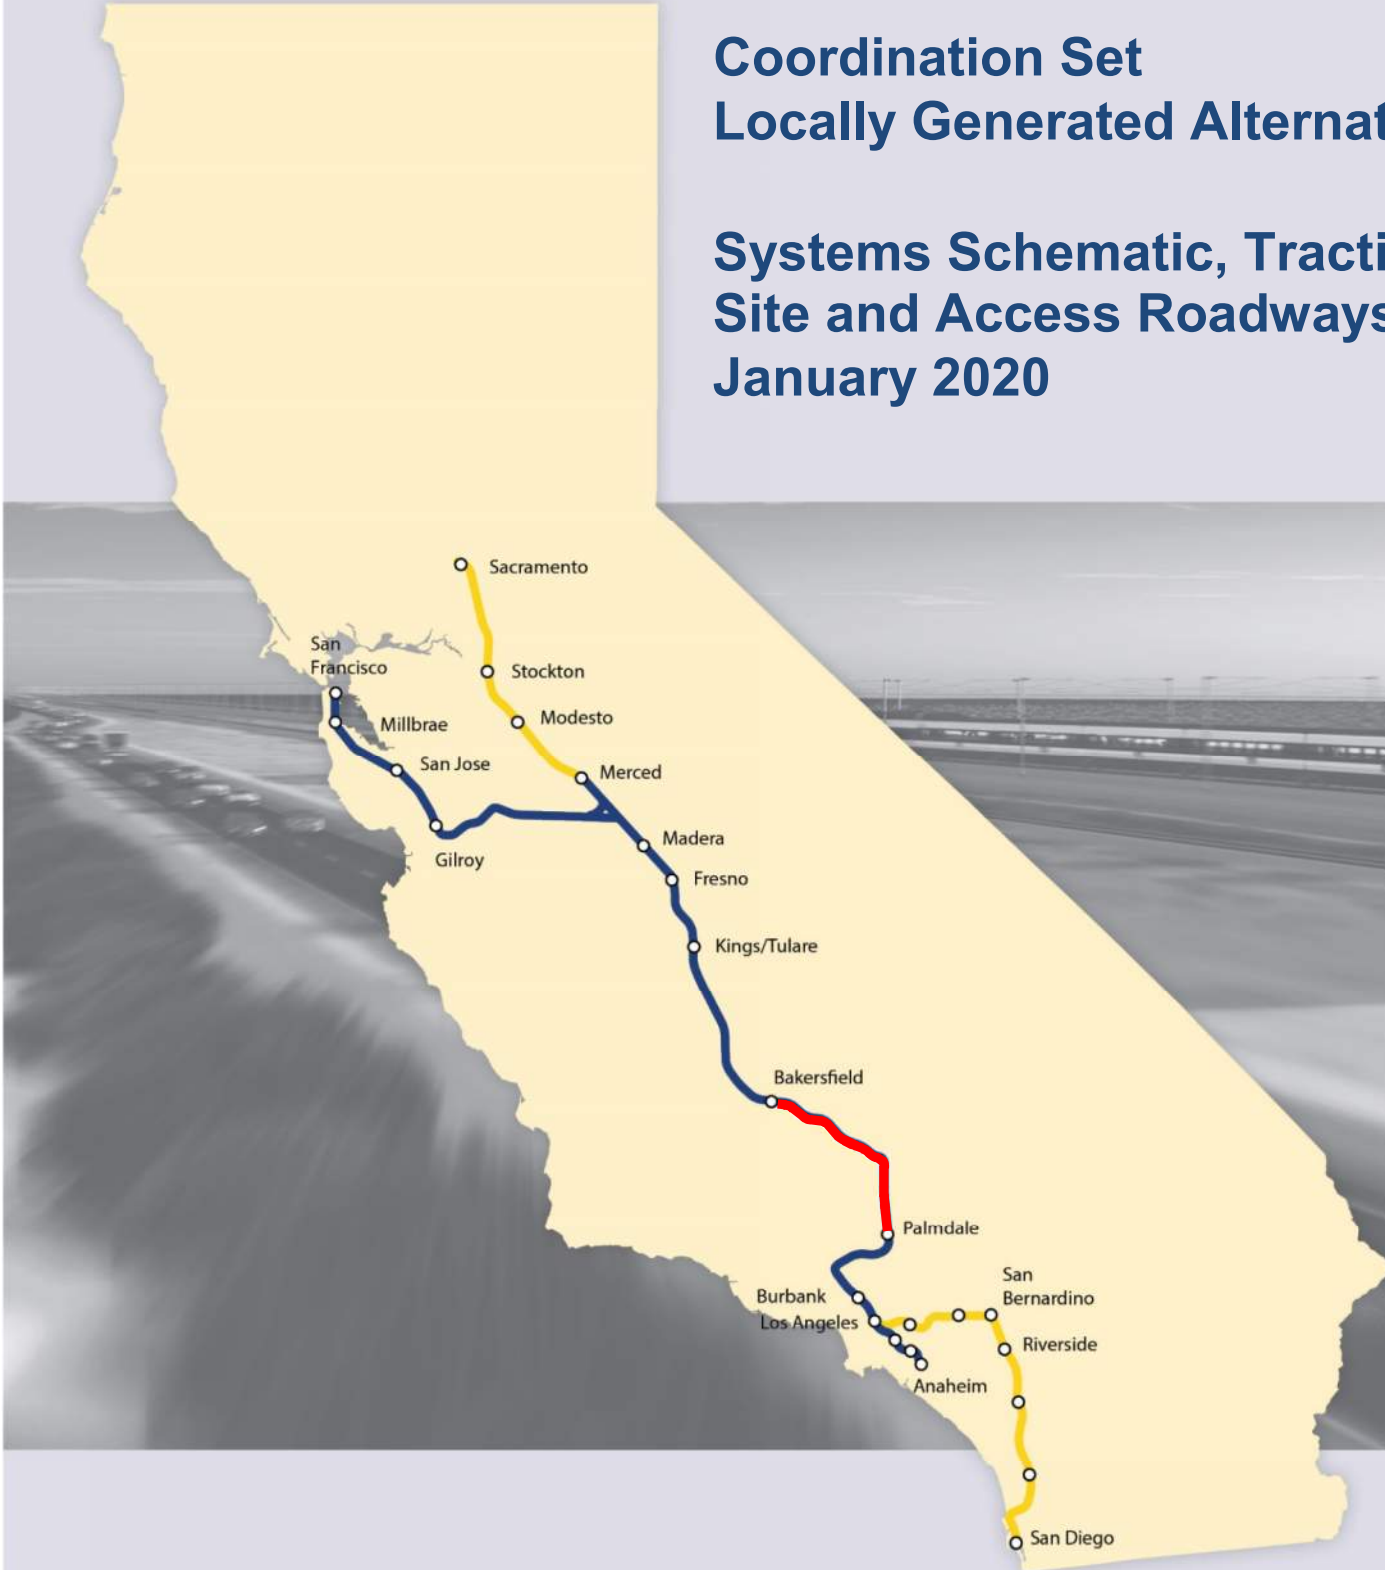 Coordination Set
Locally Generated Alternat
Systems Schematic, Tracti
Site and Access Roadways
January 2020
Sacramento
San
Francisco
Stockton
Millbrae
Modesto
San Jose
Merced
Madera
Gilroy
Fresno
Kings/Tulare
Bakersfield
Palmdale
San
Bernardino
Burbank
Los Angeles
Riverside
Anaheim
San Diego